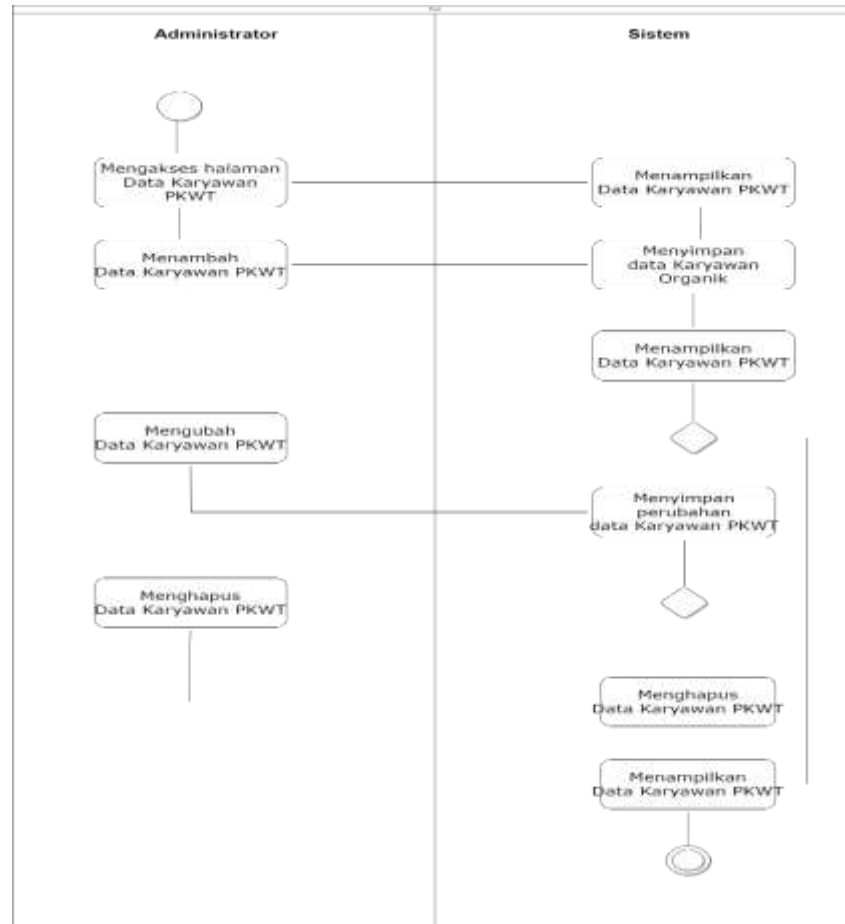 Administrator
Sistem
Mengakses halaman
Data Karyawan
PKWT
Menampilkan
Data Karyawan PKWT
Menambah
Data Karyawan PKWT
Menyimpan
data Karyawan
Organik
Menampilkan
Data Karyawan PKWT
Mengubah
Data Karyawan PKWT
Menyimpan
perubahan
data Karyawan PKWT
Menghapus
Data Karyawan PKWT
Menghapus
Data Karyawan PKWT
Menampilkan
Data Karyawan PKWT